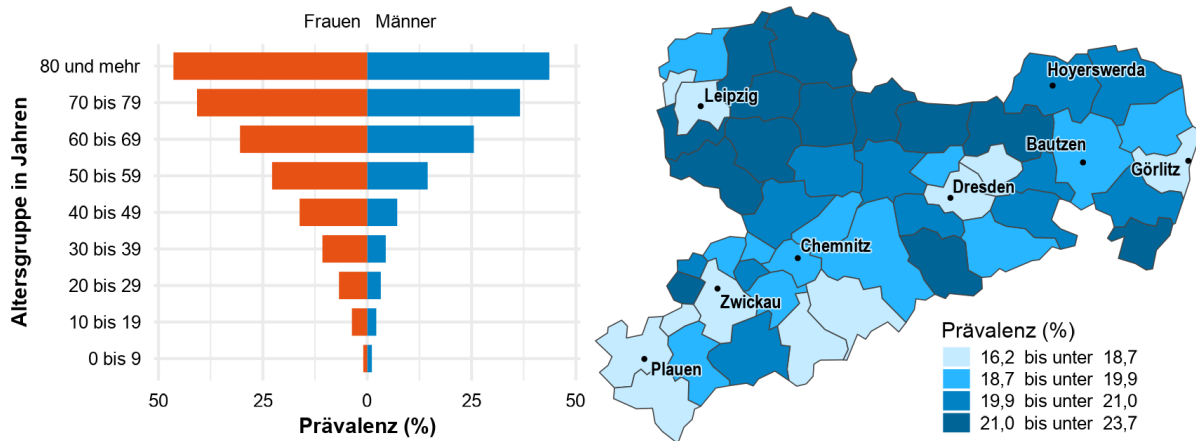 Frauen Männer
Altersgruppe in Jahren
80 und mehr
70 bis 79
60 bis 69
50 bis 59
40 bis 49
30 bis 39
20 bis 29
10 bis 19
0 bis 9
50 25 0 25 50
Prävalenz (%)
Hoyerswerda
Leipzig
Bautzen
Görlitz
Dresden
Chemnitz
Zwickau
Plauen
Prävalenz (%)
16,2 bis unter 18,7
18,7 bis unter 19,9
19,9 bis unter 21,0
21,0 bis unter 23,7